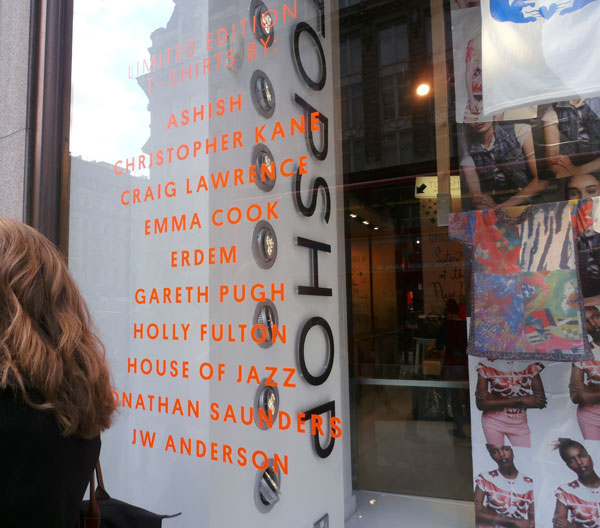 LIMITED EDITION
T-SHIRTS BY
ASHISH
CHRISTOPHER KANE
CRAIG LAWRENCE
EMMA COOK
ERDEM
GARETH PUGH
HOLLY FULTON
HOUSE OF JAZZ
ONATHAN SAUNDERS
JW ANDERSON
TOPSHOP